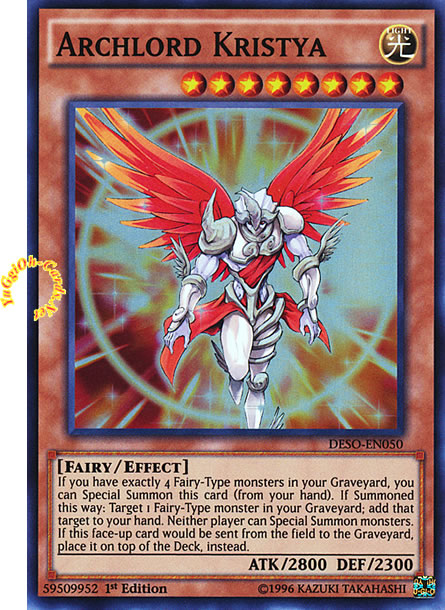 ARCHLORD KRISTYA
LIGHT
光
YuGgiOh-Cards.Net
DESO-EN050
[FAIRY/EFFECT]
If you have exactly 4 Fairy-Type monsters in your Graveyard, you
can Special Summon this card (from your hand). If Summoned
this way: Target 1 Fairy-Type monster in your Graveyard; add that
target to your hand. Neither player can Special Summon monsters.
If this face-up card would be sent from the field to the Graveyard,
place it on top of the Deck, instead.
ATK/2800 DEF/2300
59509952 1st Edition ©1996 KAZUKI TAKAHASHI